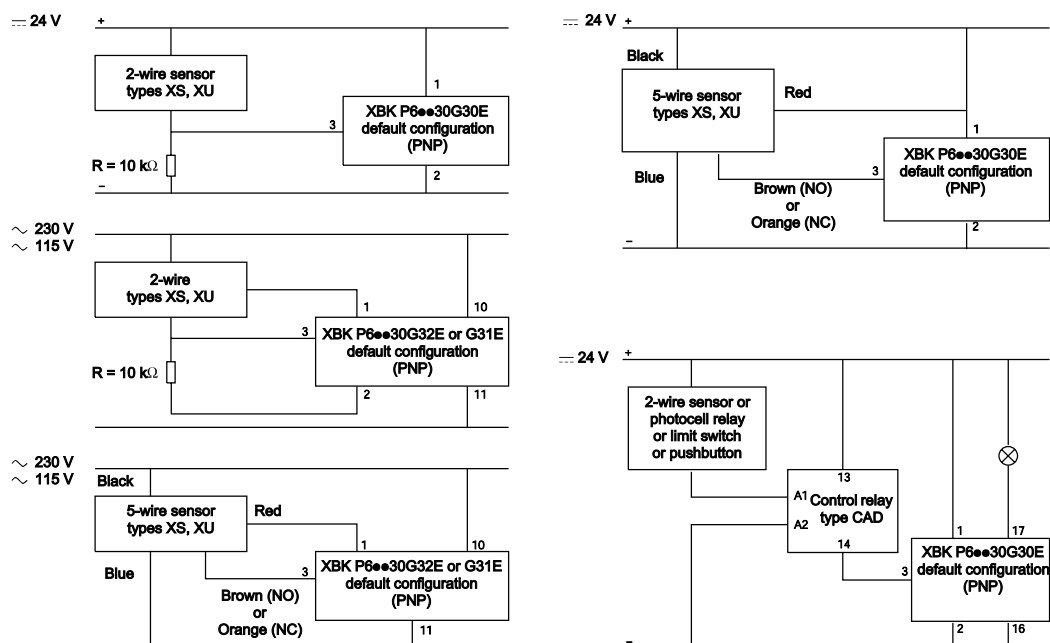 ⎓ 24 V
+
2-wire sensor
types XS, XU
1
3
XBK P6●●30G30E
default configuration
(PNP)
R = 10 kΩ
2
–
∼ 230 V
∼ 115 V
2-wire
types XS, XU
1
10
3
XBK P6●●30G32E or G31E
default configuration
(PNP)
R = 10 kΩ
2
11
∼ 230 V
∼ 115 V
Black
5-wire sensor
types XS, XU
Red
1
10
Blue
3
XBK P6●●30G32E or G31E
default configuration
(PNP)
Brown (NO)
or
Orange (NC)
11
⎓ 24 V
+
Black
5-wire sensor
types XS, XU
Red
1
Blue
3
XBK P6●●30G30E
default configuration
(PNP)
Brown (NO)
or
Orange (NC)
2
–
⎓ 24 V
+
2-wire sensor or
photocell relay
or limit switch
or pushbutton
13
A1
Control relay
type CAD
A2
14
1
17
3
XBK P6●●30G30E
default configuration
(PNP)
2
16
–